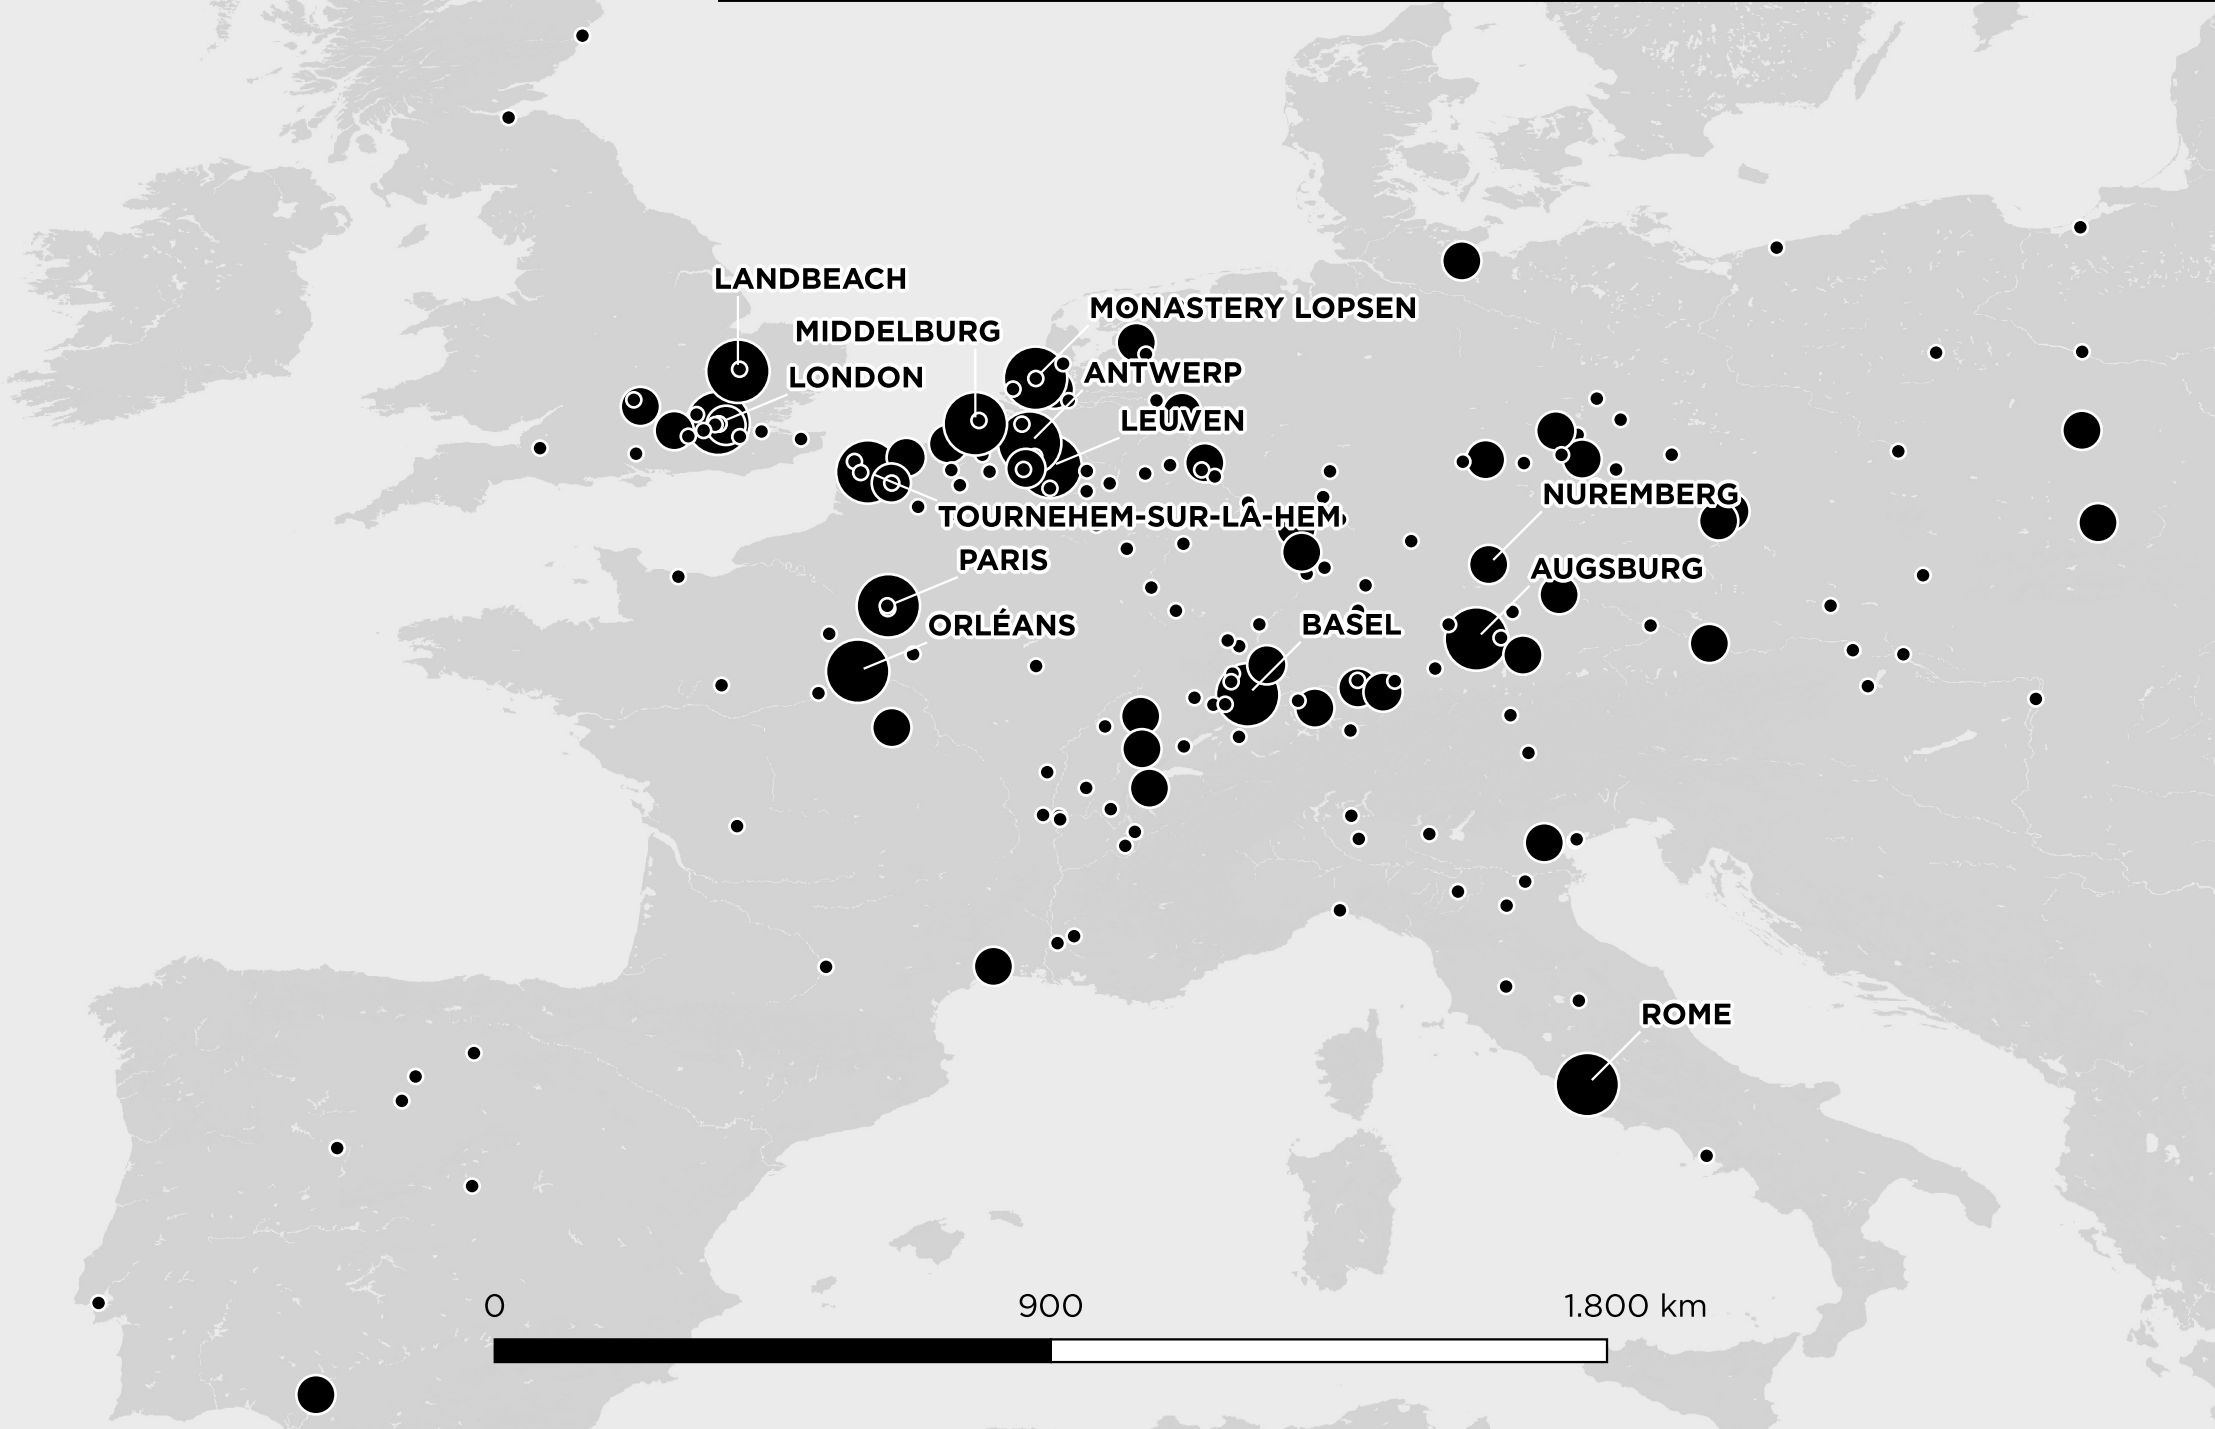 LANDBEACH
MONASTERY LOPSEN
MIDDELBURG
ANTWERP
LONDON
LEUVEN
NUREMBERG
TOURNEHEM-SUR-LA-HEM
PARIS
AUGSBURG
ORLÉANS
BASEL
ROME
0 900 1.800 km